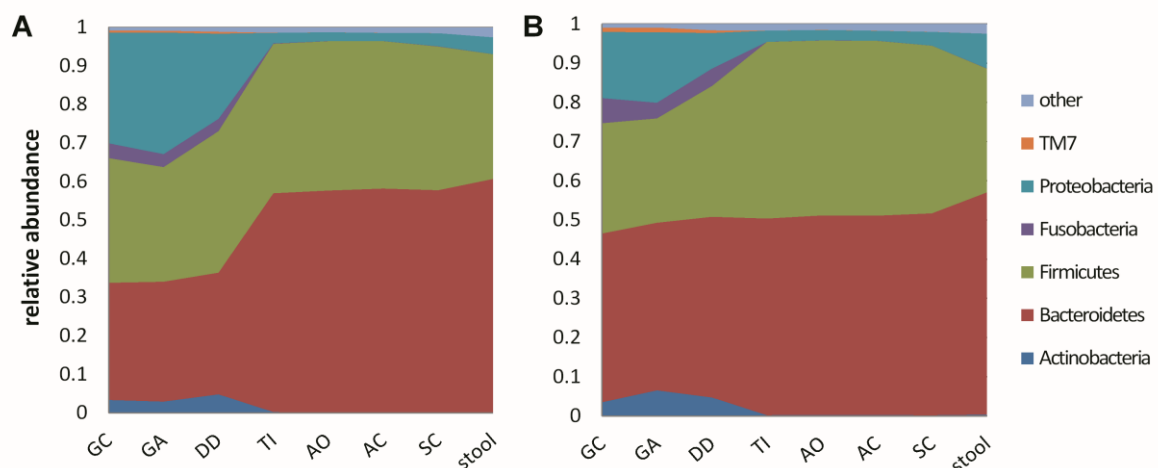 A
relative abundance
1
0.9
0.8
0.7
0.6
0.5
0.4
0.3
0.2
0.1
0
GC
GA
DD
TI
AO
AC
SC
stool
B
1
0.9
0.8
0.7
0.6
0.5
0.4
0.3
0.2
0.1
0
GC
GA
DD
TI
AO
AC
SC
stool
other
TM7
Proteobacteria
Fusobacteria
Firmicutes
Bacteroidetes
Actinobacteria